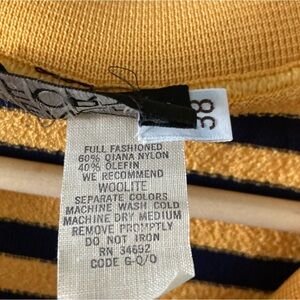 38
FULL FASHIONED
60% QIANA NYLON
40% OLEFIN
WE RECOMMEND
WOOLITE
SEPARATE COLORS
MACHINE WASH COLD
MACHINE DRY MEDIUM
REMOVE PROMPTLY
DO NOT IRON
RN 34692
CODE G-Q/O